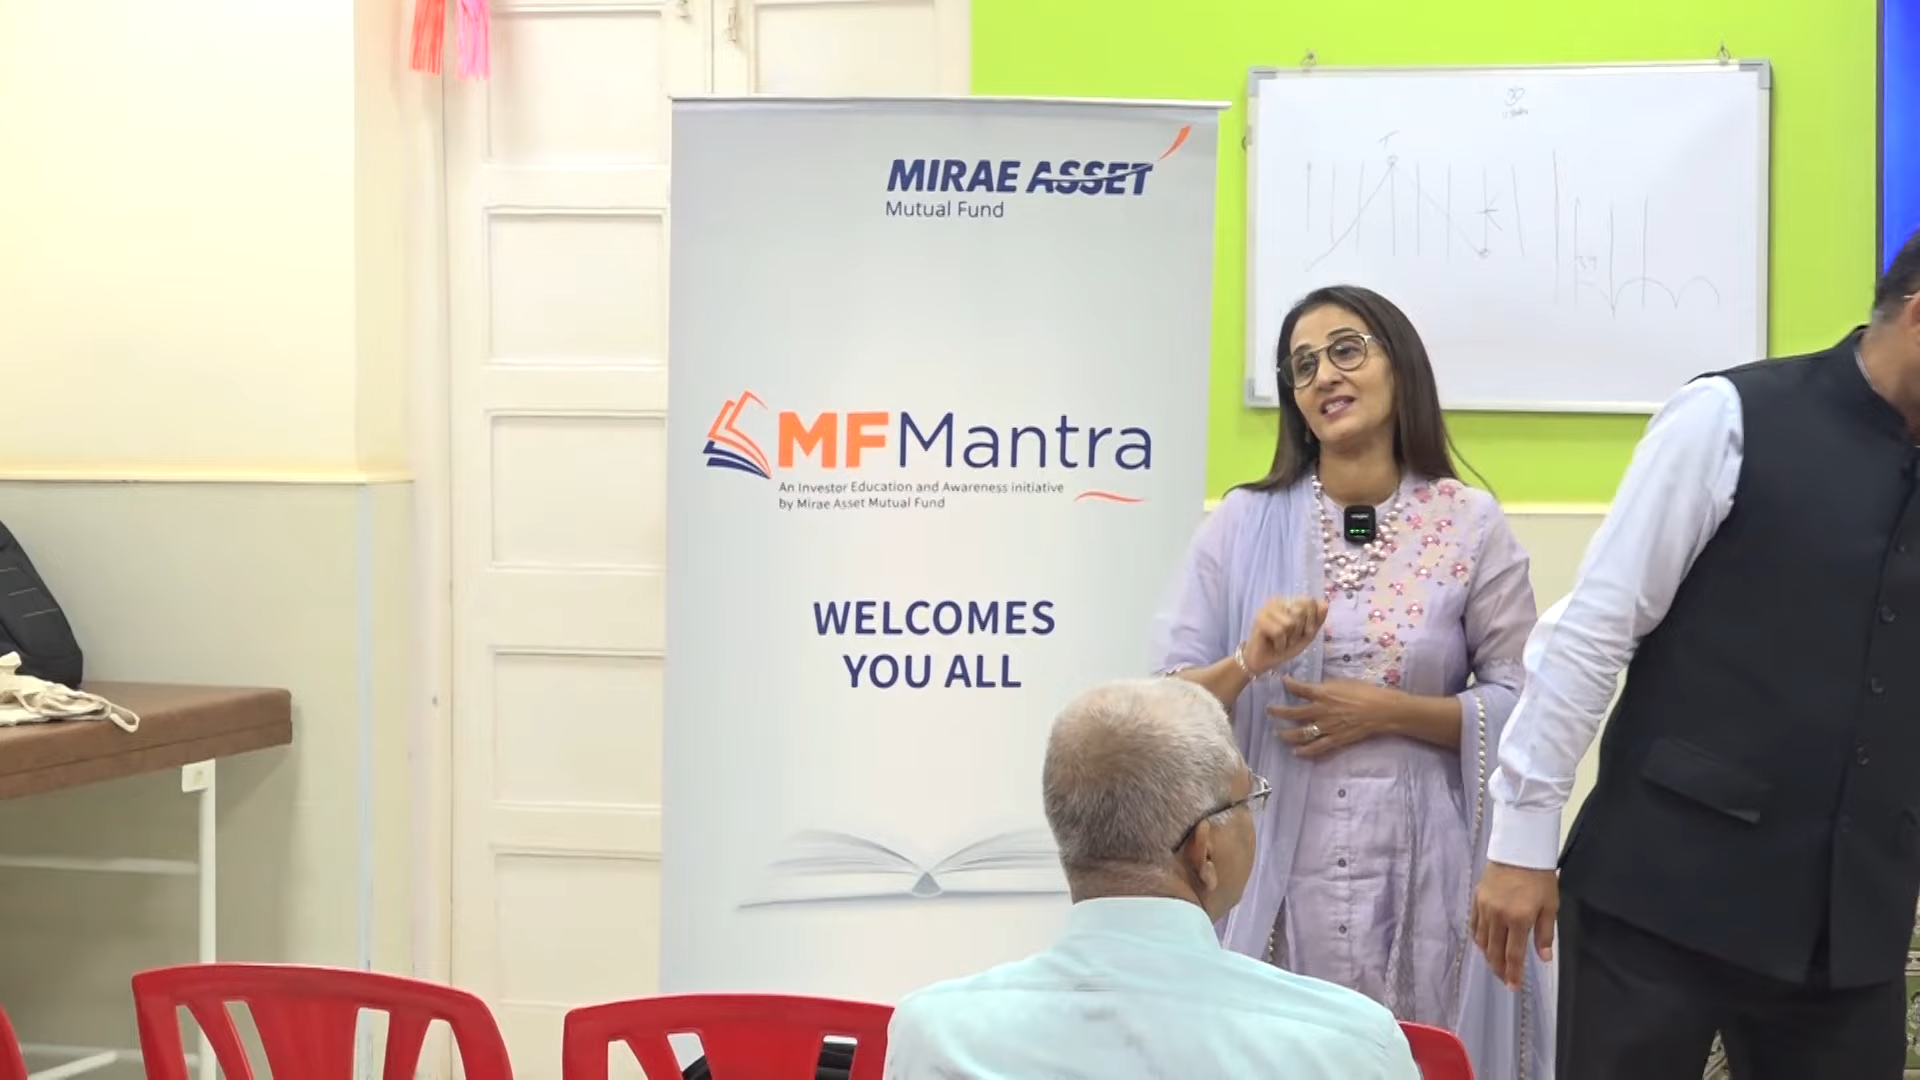 MIRAE ASSET
Mutual Fund
MFMantra
An Investor Education and Awareness initiative
by Mirae Asset Mutual Fund
WELCOMES
YOU ALL